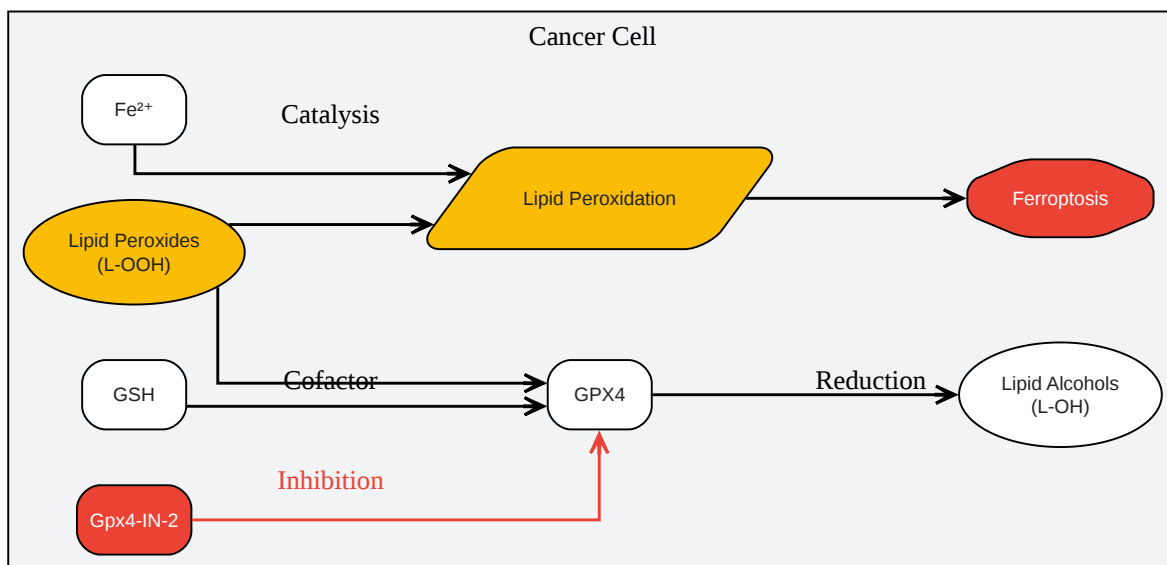 Cancer Cell
Fe²⁺
Catalysis
Lipid Peroxidation
Ferroptosis
Lipid Peroxides
(L-OOH)
GSH
Cofactor
GPX4
Reduction
Lipid Alcohols
(L-OH)
Inhibition
Gpx4-IN-2